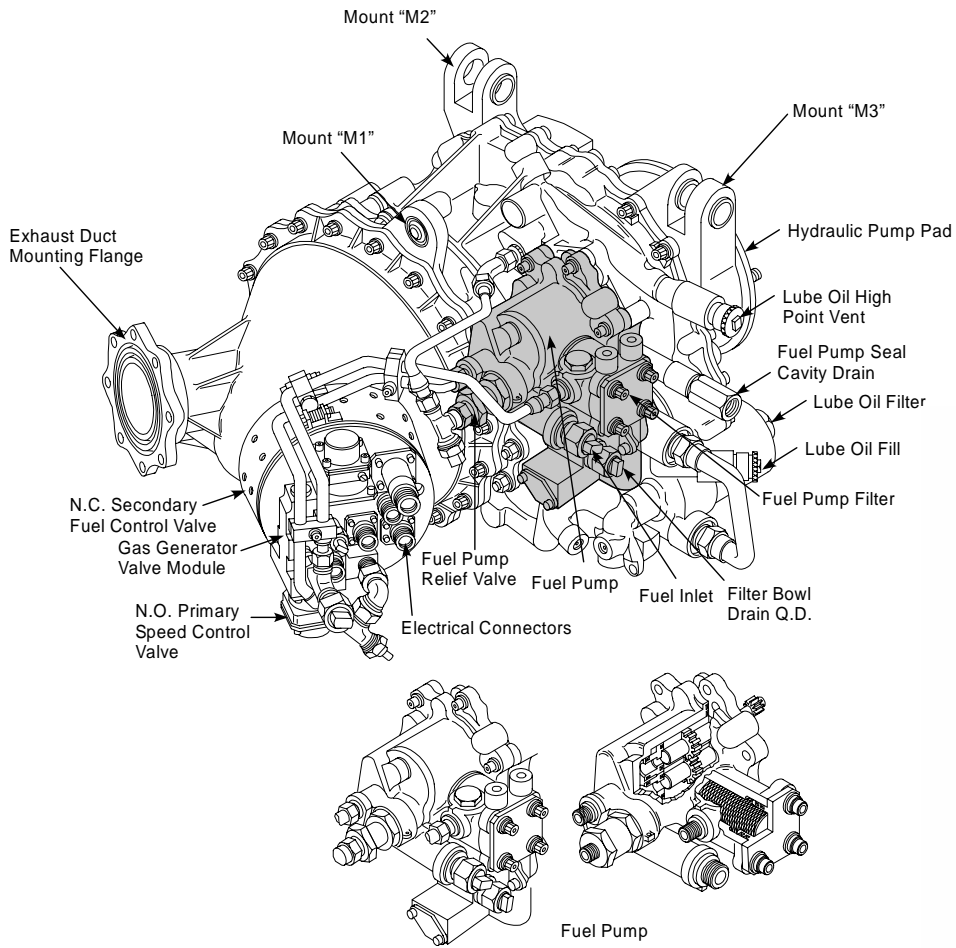 Mount “M2”
Mount “M3”
Mount “M1”
Exhaust Duct
Mounting Flange
Hydraulic Pump Pad
Lube Oil High
Point Vent
Fuel Pump Seal
Cavity Drain
Lube Oil Filter
Lube Oil Fill
Fuel Pump Filter
N.C. Secondary
Fuel Control Valve
Gas Generator
Valve Module
Fuel Pump
Relief Valve
Fuel Pump
Fuel Inlet
Filter Bowl
Drain Q.D.
N.O. Primary
Speed Control
Valve
Electrical Connectors
Fuel Pump